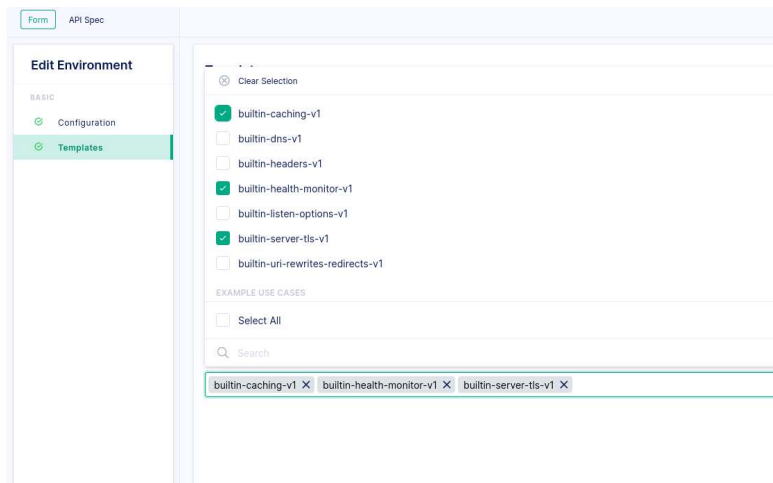 Form API Spec
Edit Environment
BASIC
Configuration
Templates
Clear Selection
builtin-caching-v1
builtin-dns-v1
builtin-headers-v1
builtin-health-monitor-v1
builtin-listen-options-v1
builtin-server-tls-v1
builtin-uri-rewrites-redirects-v1
EXAMPLE USE CASES
Select All
Search
builtin-caching-v1 builtin-health-monitor-v1 builtin-server-tls-v1